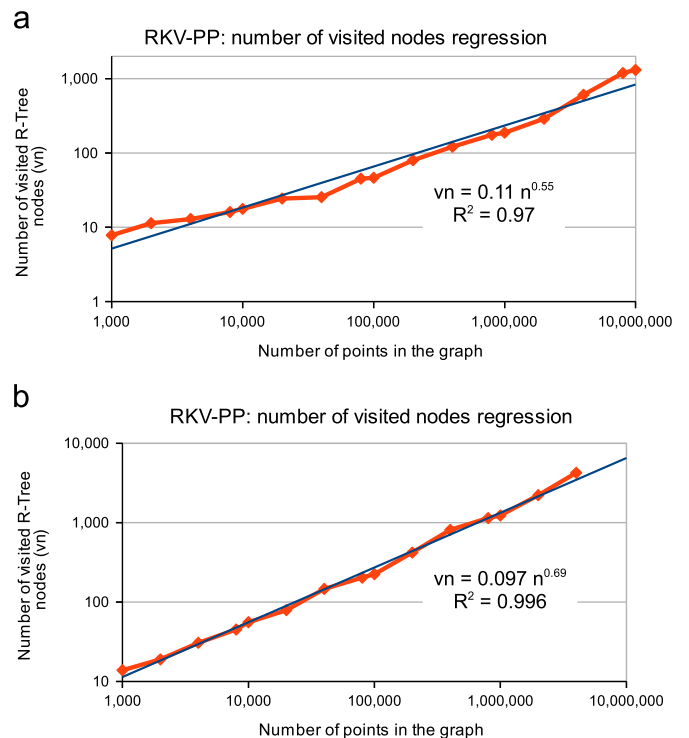 a
RKV-PP: number of visited nodes regression
Number of visited R-Tree
nodes (vn)
1,000
100
10
1
vn = 0.11 n^0.55
R² = 0.97
1,000 10,000 100,000 1,000,000 10,000,000
Number of points in the graph
b
RKV-PP: number of visited nodes regression
Number of visited R-Tree
nodes (vn)
10,000
1,000
100
10
vn = 0.097 n^0.69
R² = 0.996
1,000 10,000 100,000 1,000,000 10,000,000
Number of points in the graph